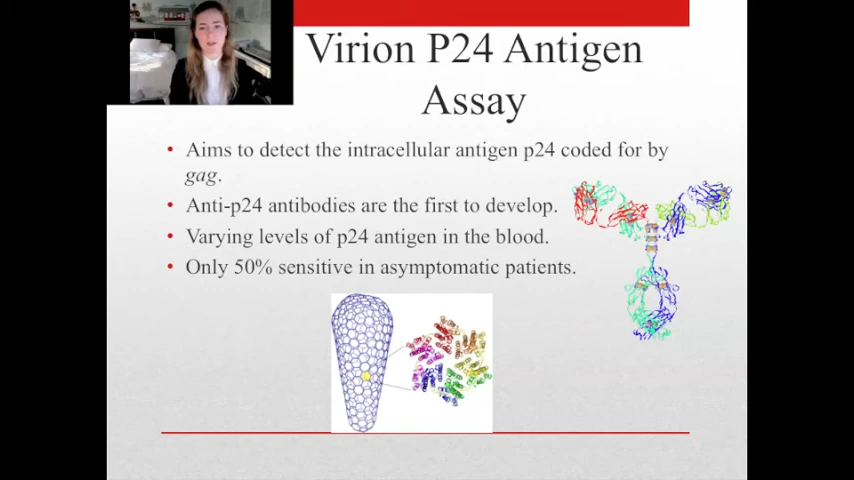 Virion P24 Antigen
Assay
• Aims to detect the intracellular antigen p24 coded for by
gag.
• Anti-p24 antibodies are the first to develop.
• Varying levels of p24 antigen in the blood.
• Only 50% sensitive in asymptomatic patients.